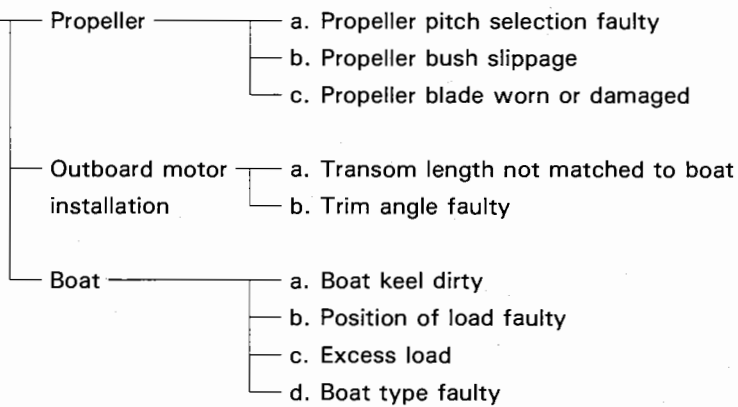 Propeller a. Propeller pitch selection faulty
b. Propeller bush slippage
c. Propeller blade worn or damaged
Outboard motor a. Transom length not matched to boat
installation b. Trim angle faulty
Boat a. Boat keel dirty
b. Position of load faulty
c. Excess load
d. Boat type faulty